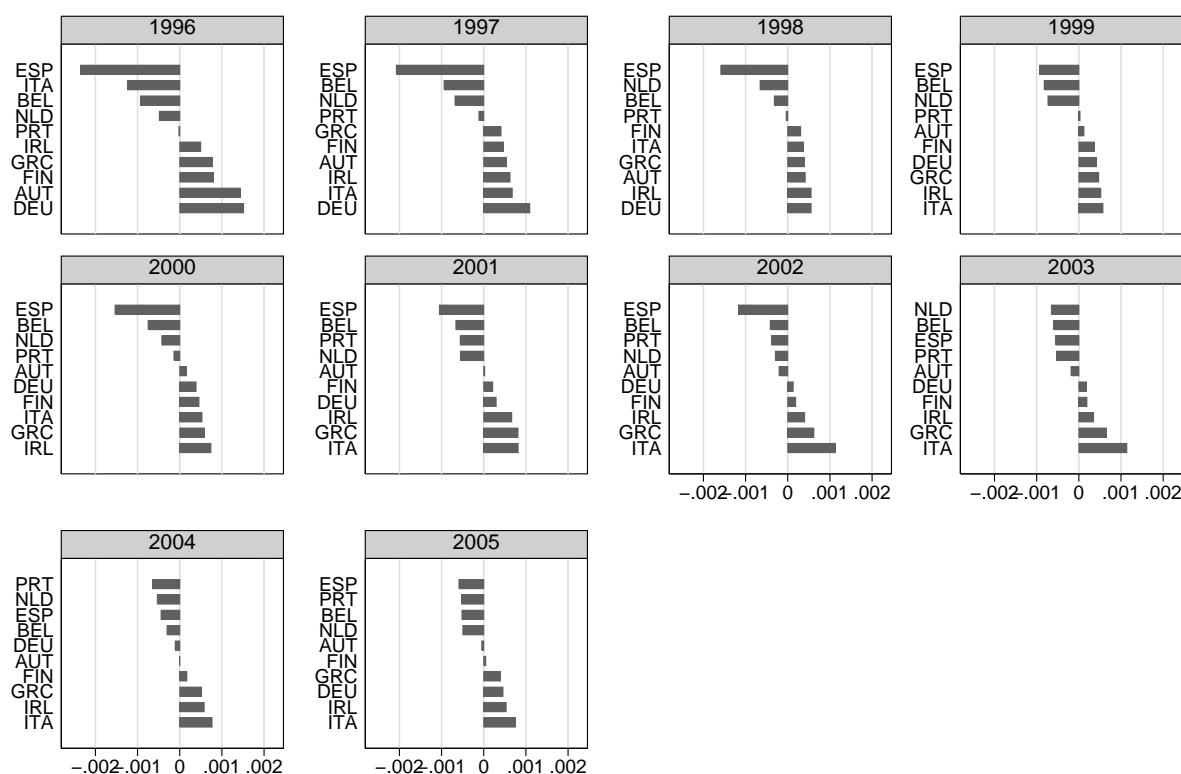 1996
ESP
ITA
BEL
NLD
PRT
IRL
GRC
FIN
AUT
DEU
1997
ESP
BEL
NLD
PRT
GRC
FIN
AUT
IRL
ITA
DEU
1998
ESP
NLD
BEL
PRT
FIN
ITA
GRC
AUT
IRL
DEU
1999
ESP
BEL
NLD
PRT
AUT
FIN
DEU
GRC
IRL
ITA
2000
ESP
BEL
NLD
PRT
AUT
DEU
FIN
ITA
GRC
IRL
2001
ESP
BEL
PRT
NLD
AUT
FIN
DEU
IRL
GRC
ITA
2002
ESP
BEL
PRT
NLD
AUT
DEU
FIN
IRL
GRC
ITA
−.002 −.001 0 .001 .002
2003
NLD
BEL
ESP
PRT
AUT
DEU
FIN
IRL
GRC
ITA
−.002 −.001 0 .001 .002
2004
PRT
NLD
ESP
BEL
DEU
AUT
FIN
GRC
IRL
ITA
−.002 −.001 0 .001 .002
2005
ESP
PRT
BEL
NLD
AUT
FIN
GRC
DEU
IRL
ITA
−.002 −.001 0 .001 .002